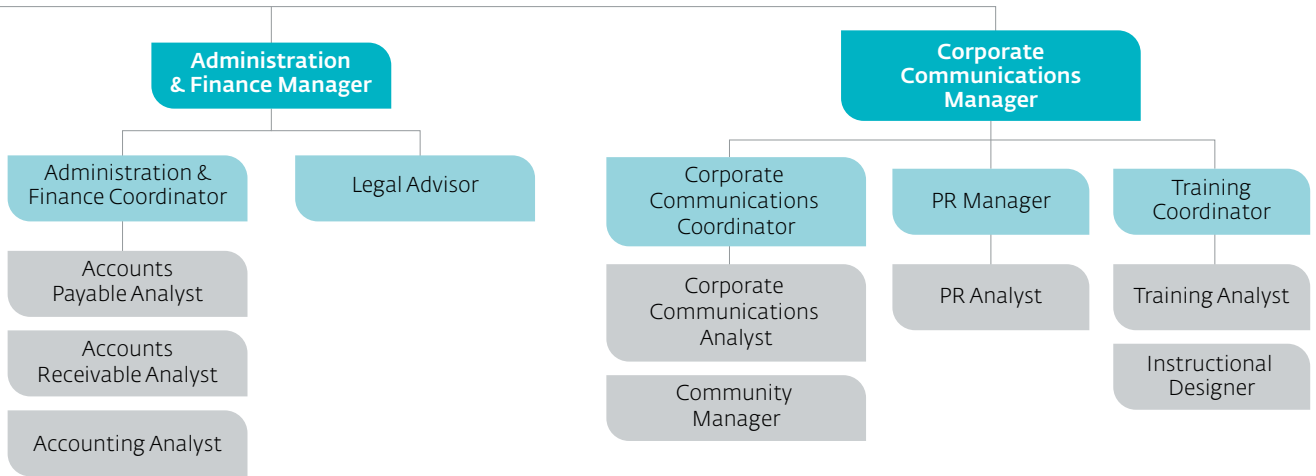 Administration
& Finance Manager
Corporate
Communications
Manager
Administration &
Finance Coordinator
Legal Advisor
Corporate
Communications
Coordinator
PR Manager
Training
Coordinator
Accounts
Payable Analyst
Corporate
Communications
Analyst
PR Analyst
Training Analyst
Accounts
Receivable Analyst
Community
Manager
Instructional
Designer
Accounting Analyst